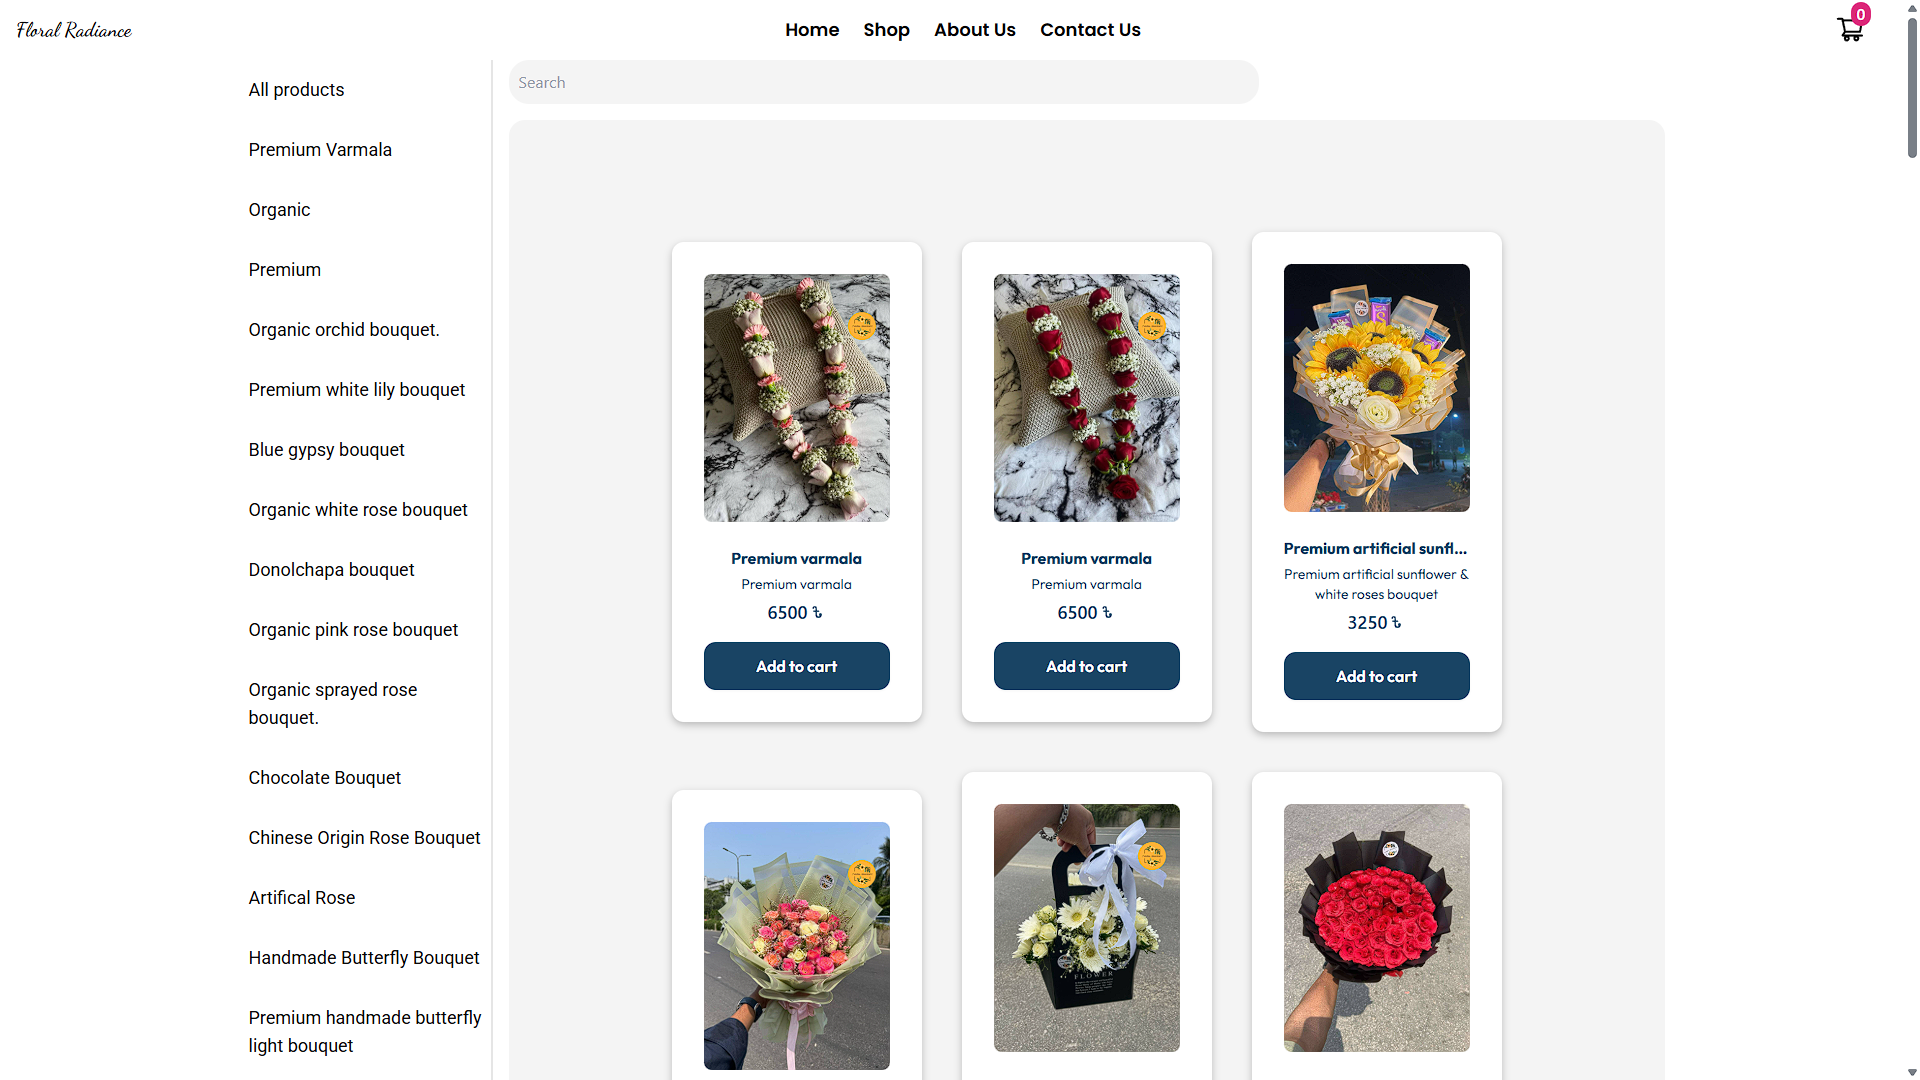 Floral Radiance
Home
Shop
About Us
Contact Us
0
All products
Premium Varmala
Organic
Premium
Organic orchid bouquet.
Premium white lily bouquet
Blue gypsy bouquet
Organic white rose bouquet
Donolchapa bouquet
Organic pink rose bouquet
Organic sprayed rose
bouquet.
Chocolate Bouquet
Chinese Origin Rose Bouquet
Artifical Rose
Handmade Butterfly Bouquet
Premium handmade butterfly
light bouquet
Search
Premium varmala
Premium varmala
6500 ৳
Add to cart
Premium varmala
Premium varmala
6500 ৳
Add to cart
Premium artificial sunfl...
Premium artificial sunflower &
white roses bouquet
3250 ৳
Add to cart
FLOWER